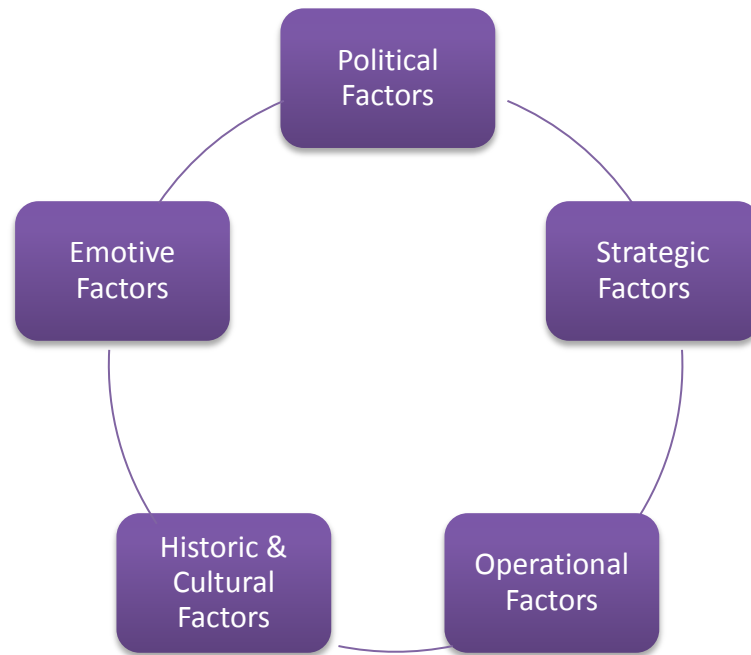 Political
Factors
Strategic
Factors
Operational
Factors
Historic &
Cultural
Factors
Emotive
Factors